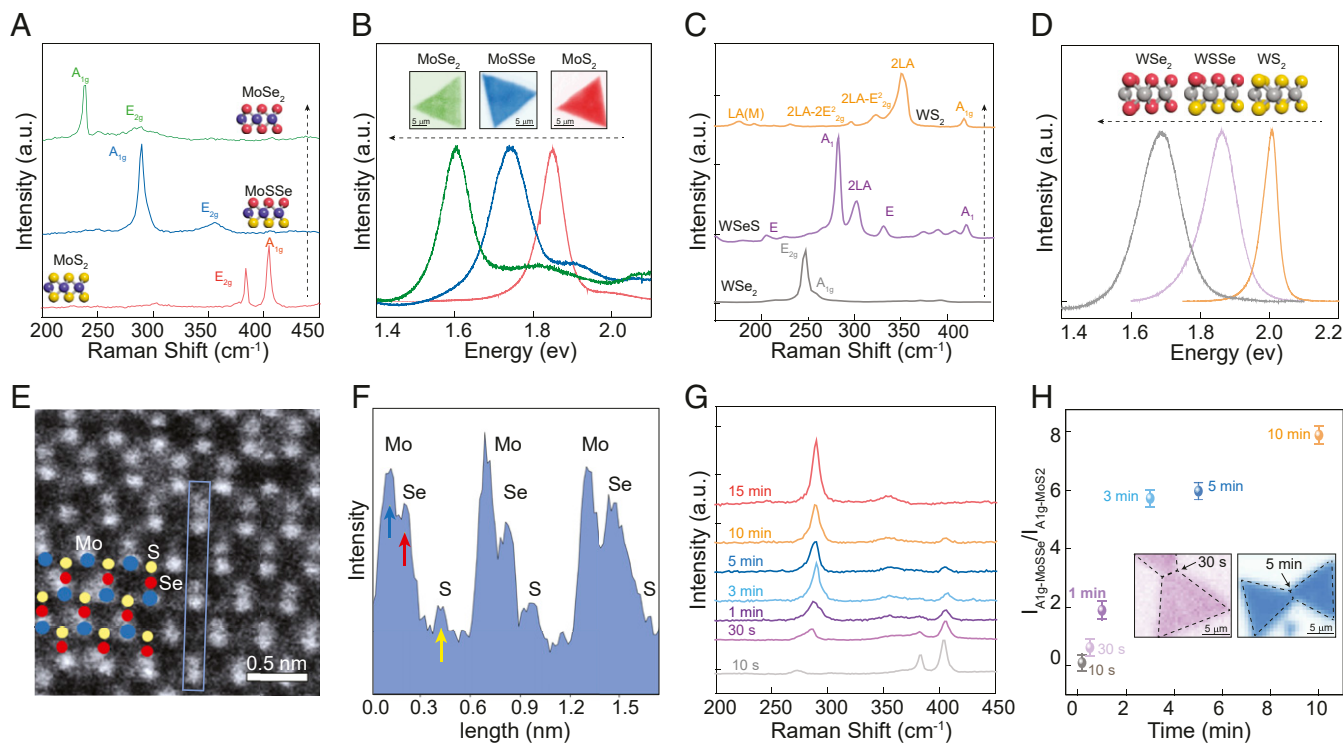 A
Intensity (a.u.)
A1g
E2g
MoSe2
A1g
E2g
MoSSe
A1g
E2g
MoS2
200 250 300 350 400 450
Raman Shift (cm-1)
B
Intensity (a.u.)
MoSe2 MoSSe MoS2
5 μm 5 μm 5 μm
1.4 1.6 1.8 2.0
Energy (ev)
C
Intensity (a.u.)
2LA
LA(M) 2LA-2E22g 2LA-E22g A1g
WS2
A1
2LA
E E A1
WSeS
E2g
A1g
WSe2
200 250 300 350 400
Raman Shift (cm-1)
D
Intensity (a.u.)
WSe2 WSSe WS2
1.4 1.6 1.8 2.0 2.2
Energy (ev)
E
Mo S
Se
0.5 nm
F
Intensity
Mo Mo Mo
Se Se Se
S S S
0.0 0.3 0.6 0.9 1.2 1.5
length (nm)
G
Intensity (a.u.)
15 min
10 min
5 min
3 min
1 min
30 s
10 s
200 250 300 350 400 450
Raman Shift (cm-1)
H
IA1g-MoSSe/IA1g-MoS2
8
6
4
2
0
10 min
3 min 5 min
1 min
30 s
10 s
30 s
5 μm
5 min
5 μm
0 2 4 6 8 10
Time (min)